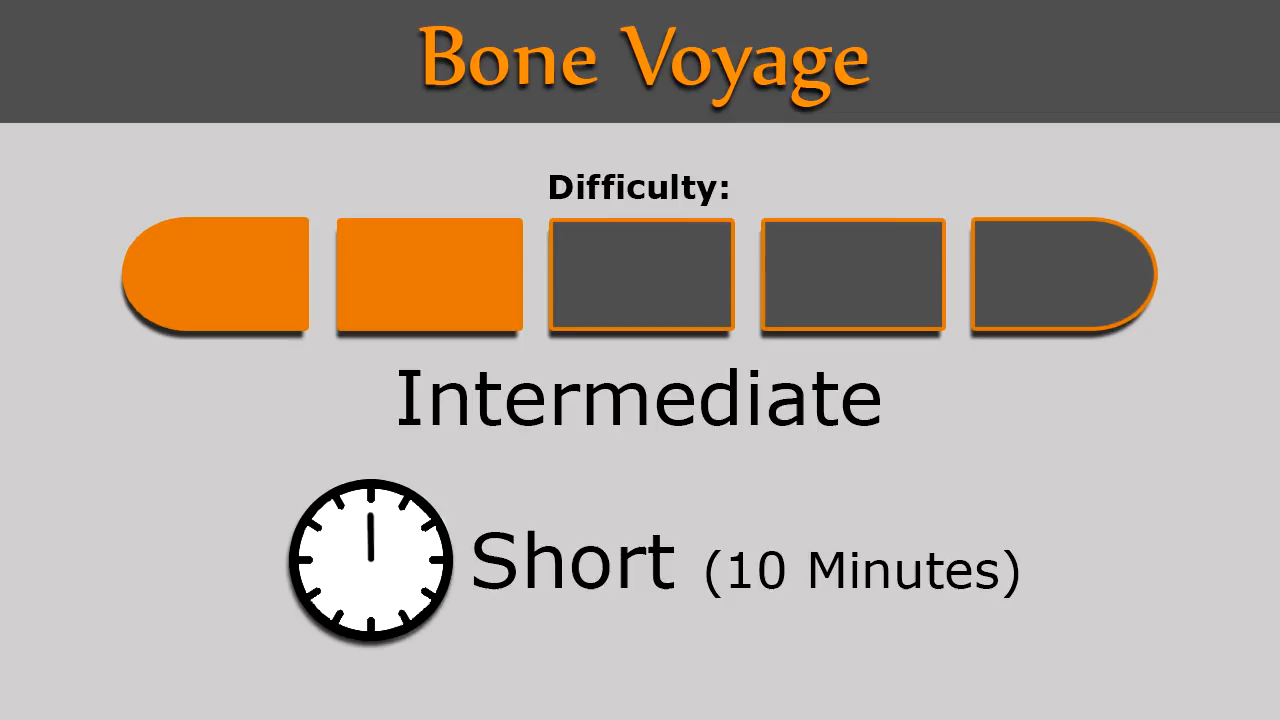 Bone Voyage
Difficulty:
Intermediate
Short (10 Minutes)